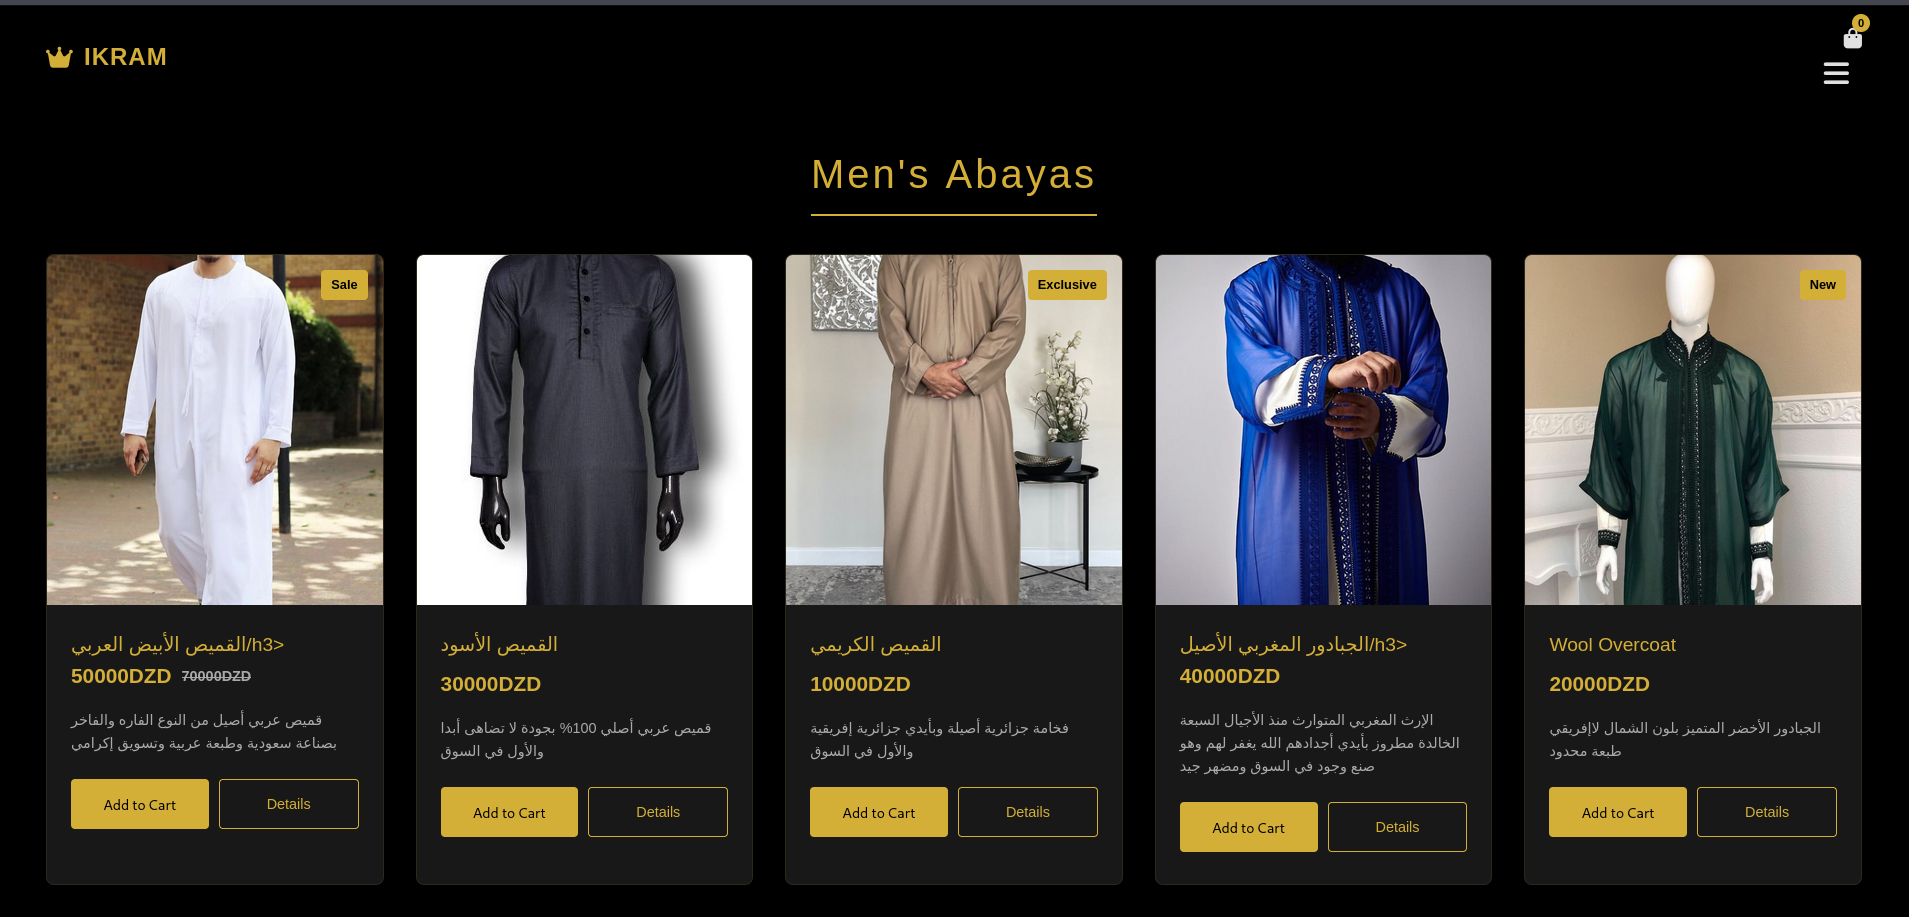 IKRAM
0
Men's Abayas
Sale
القميص الأبيض العربي/h3>
50000DZD 70000DZD
قميص عربي أصيل من النوع الفاره والفاخر
بصناعة سعودية وطبعة عربية وتسويق إكرامي
Add to Cart
Details
القميص الأسود
30000DZD
قميص عربي أصلي 100% بجودة لا تضاهى أبدا
والأول في السوق
Add to Cart
Details
Exclusive
القميص الكريمي
10000DZD
فخامة جزائرية أصيلة وبأيدي جزائرية إفريقية
والأول في السوق
Add to Cart
Details
الجبادور المغربي الأصيل/h3>
40000DZD
الإرث المغربي المتوارث منذ الأجيال السبعة
الخالدة مطروز بأيدي أجدادهم الله يغفر لهم وهو
صنع وجود في السوق ومضهر جيد
Add to Cart
Details
New
Wool Overcoat
20000DZD
الجبادور الأخضر المتميز بلون الشمال لاإفريقي
طبعة محدود
Add to Cart
Details